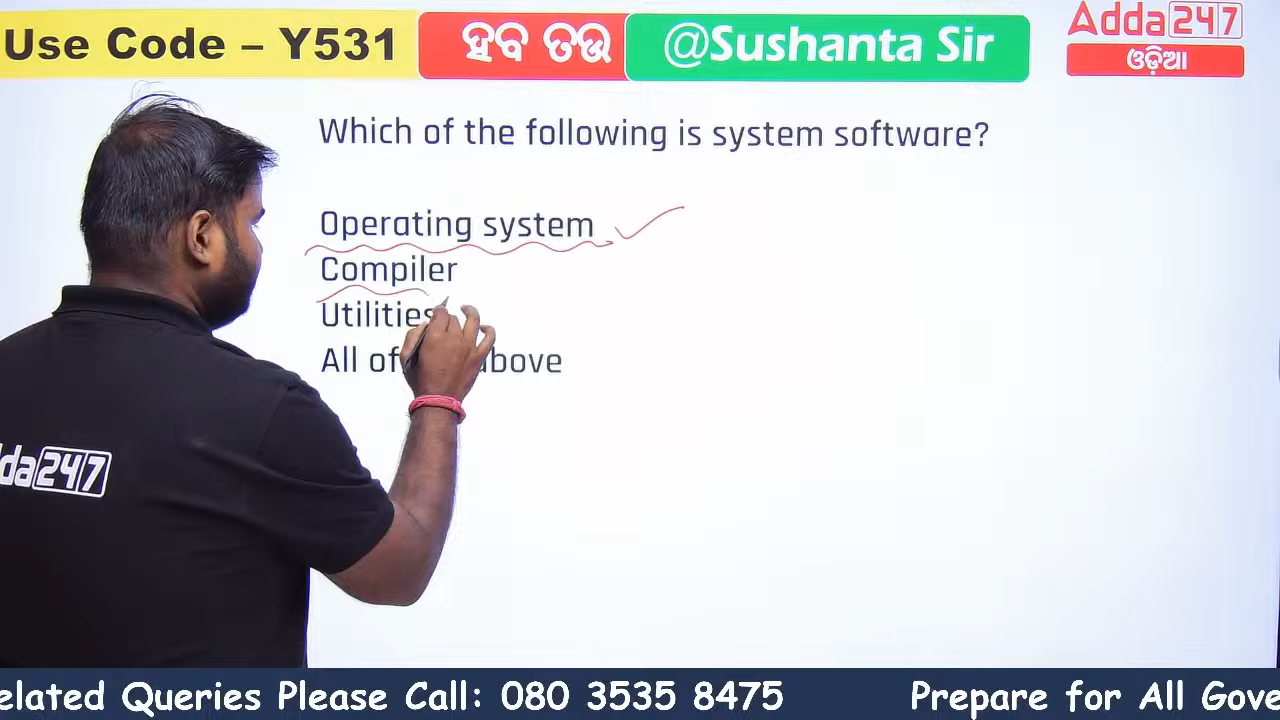 Use Code – Y531
ହବ ତଉ
@Sushanta Sir
Adda247
ଓଡ଼ିଆ
Which of the following is system software?
Operating system
Compiler
Utilities
All of above
da247
elated Queries Please Call: 080 3535 8475 Prepare for All Gove